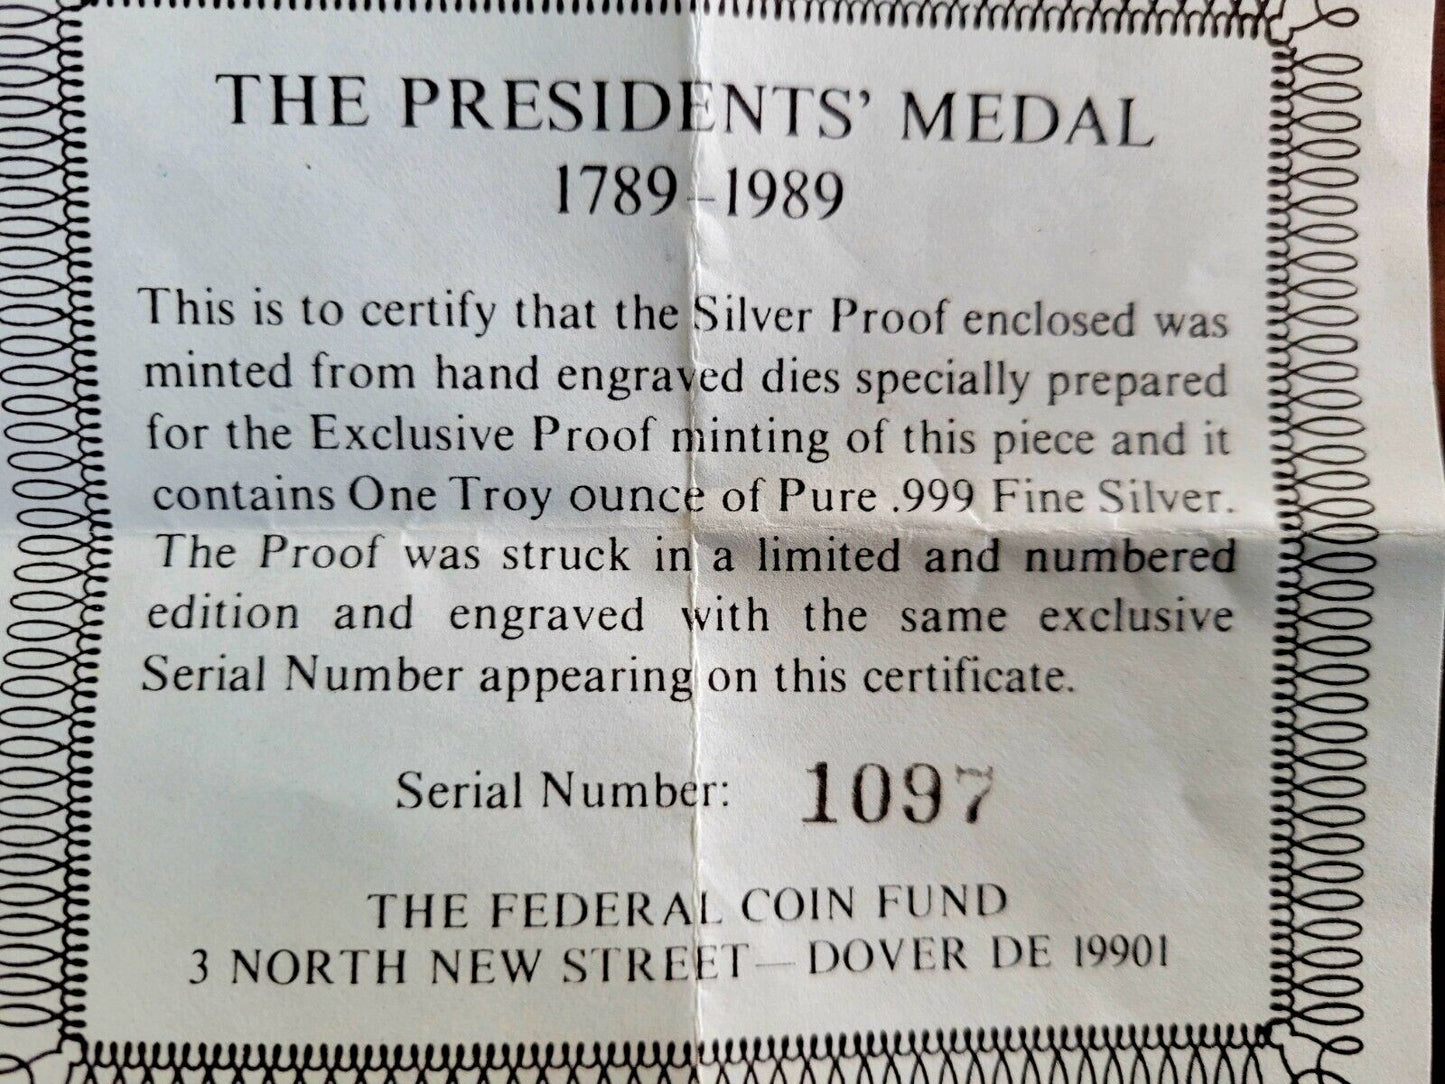 THE PRESIDENTS' MEDAL
1789–1989
This is to certify that the Silver Proof enclosed was
minted from hand engraved dies specially prepared
for the Exclusive Proof minting of this piece and it
contains One Troy ounce of Pure .999 Fine Silver.
The Proof was struck in a limited and numbered
edition and engraved with the same exclusive
Serial Number appearing on this certificate.
Serial Number: 1097
THE FEDERAL COIN FUND
3 NORTH NEW STREET — DOVER DE 19901